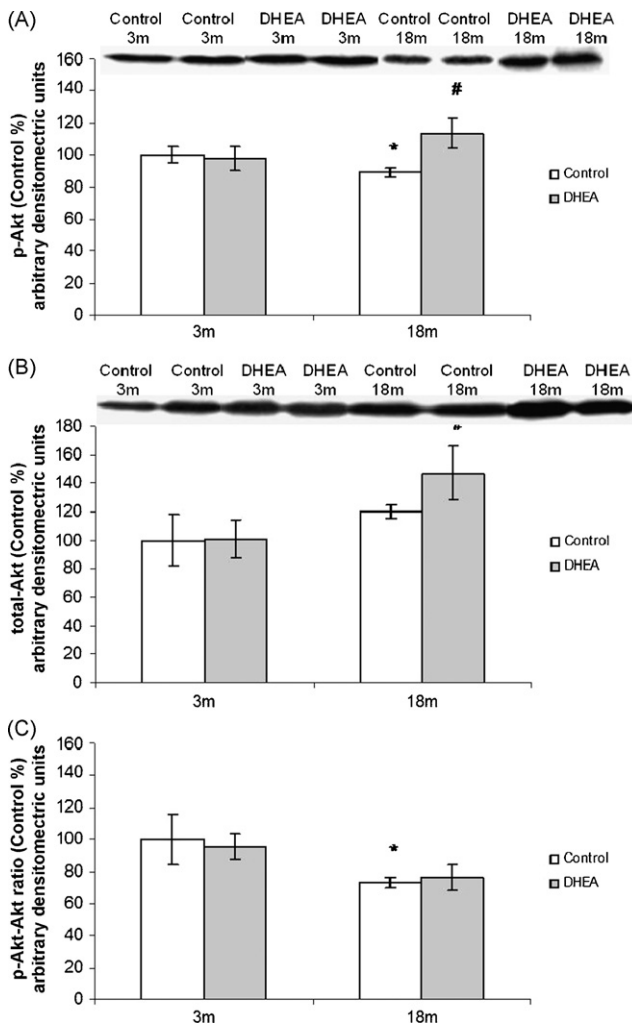 (A)
Control Control DHEA DHEA Control Control DHEA DHEA
3m 3m 3m 3m 18m 18m 18m 18m
160
140
120
100
80
60
40
20
0
p-Akt (Control %)
arbitrary densitomectric units
* #
Control
DHEA
3m 18m
(B)
Control Control DHEA DHEA Control Control DHEA DHEA
3m 3m 3m 3m 18m 18m 18m 18m
180
160
140
120
100
80
60
40
20
0
total-Akt (Control %)
arbitrary densitomectric units
Control
DHEA
3m 18m
(C)
160
140
120
100
80
60
40
20
0
p-Akt-Akt ratio (Control %)
arbitrary densitomectric units
*
Control
DHEA
3m 18m